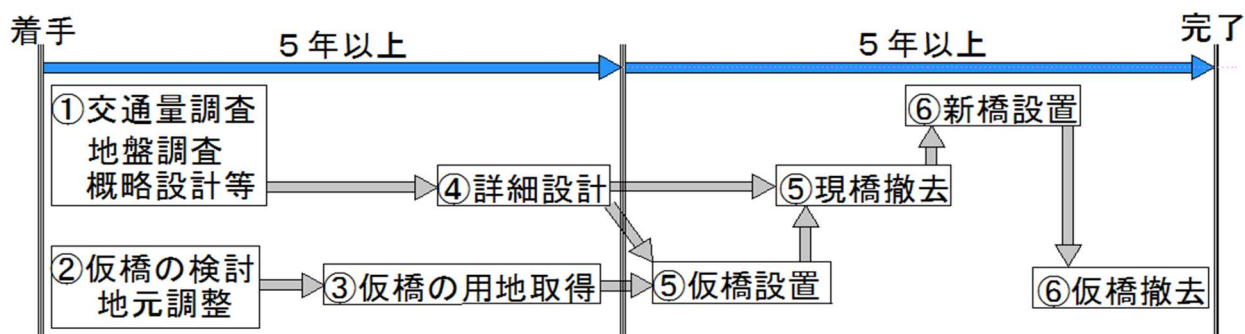 着手
５年以上
５年以上
完了
①交通量調査
地盤調査
概略設計等
⑥新橋設置
④詳細設計
⑤現橋撤去
②仮橋の検討
地元調整
③仮橋の用地取得
⑤仮橋設置
⑥仮橋撤去